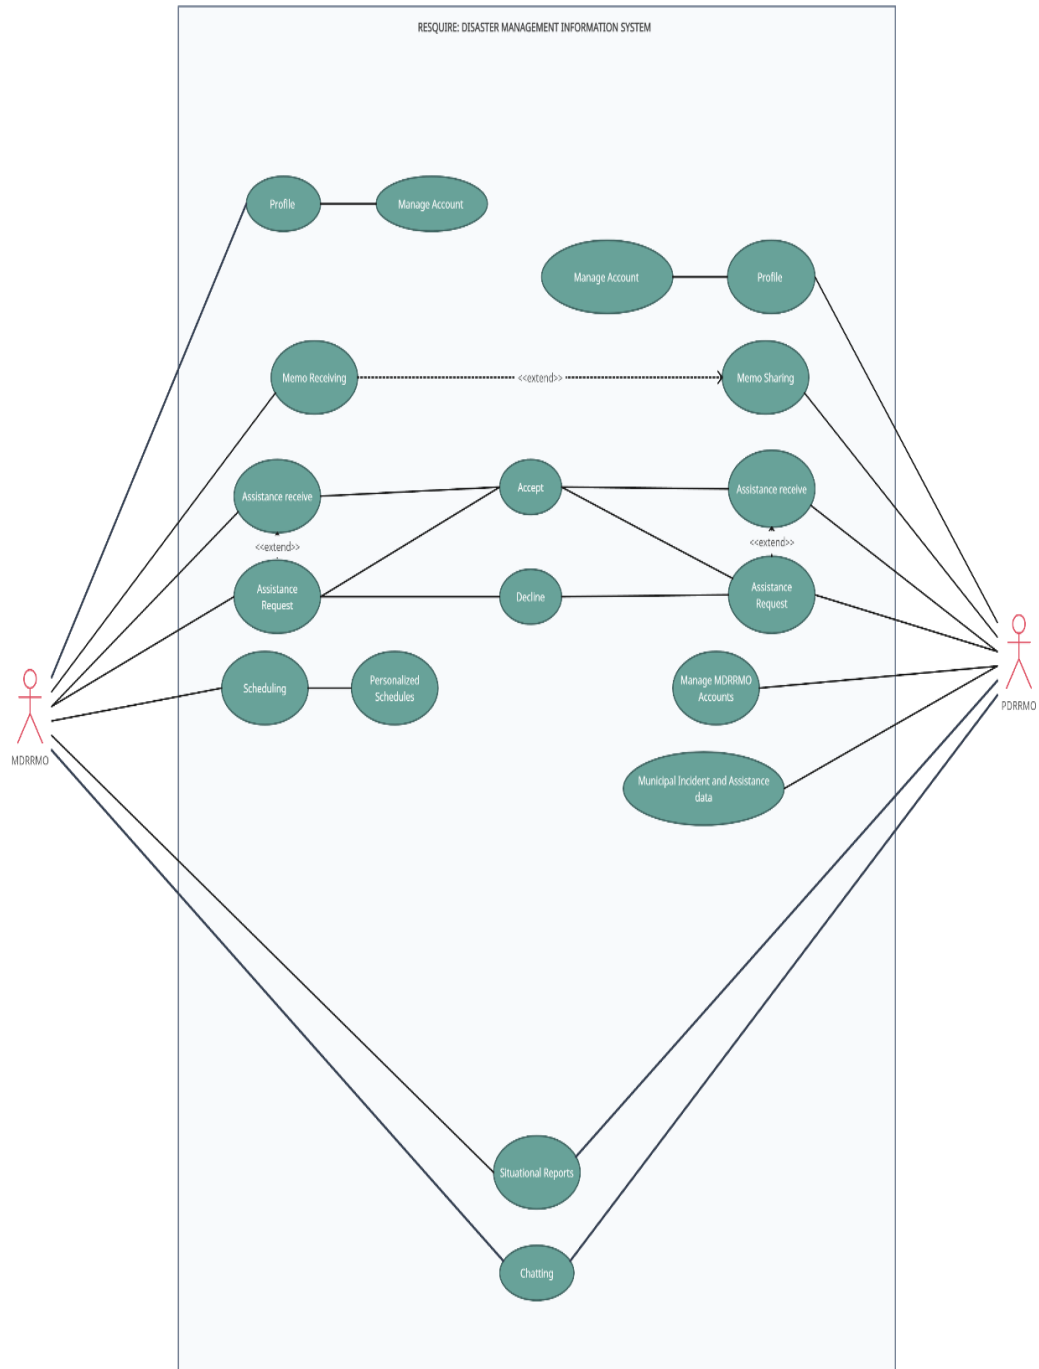 RESQUIRE: DISASTER MANAGEMENT INFORMATION SYSTEM
Profile
Manage Account
Manage Account
Profile
Memo Receiving
<<extend>>
Memo Sharing
Assistance receive
Accept
Assistance receive
<<extend>>
<<extend>>
Assistance
Request
Decline
Assistance
Request
Scheduling
Personalized
Schedules
Manage MDRRMO
Accounts
MDRRMO
PDRRMO
Municipal Incident and Assistance
data
Situational Reports
Chatting